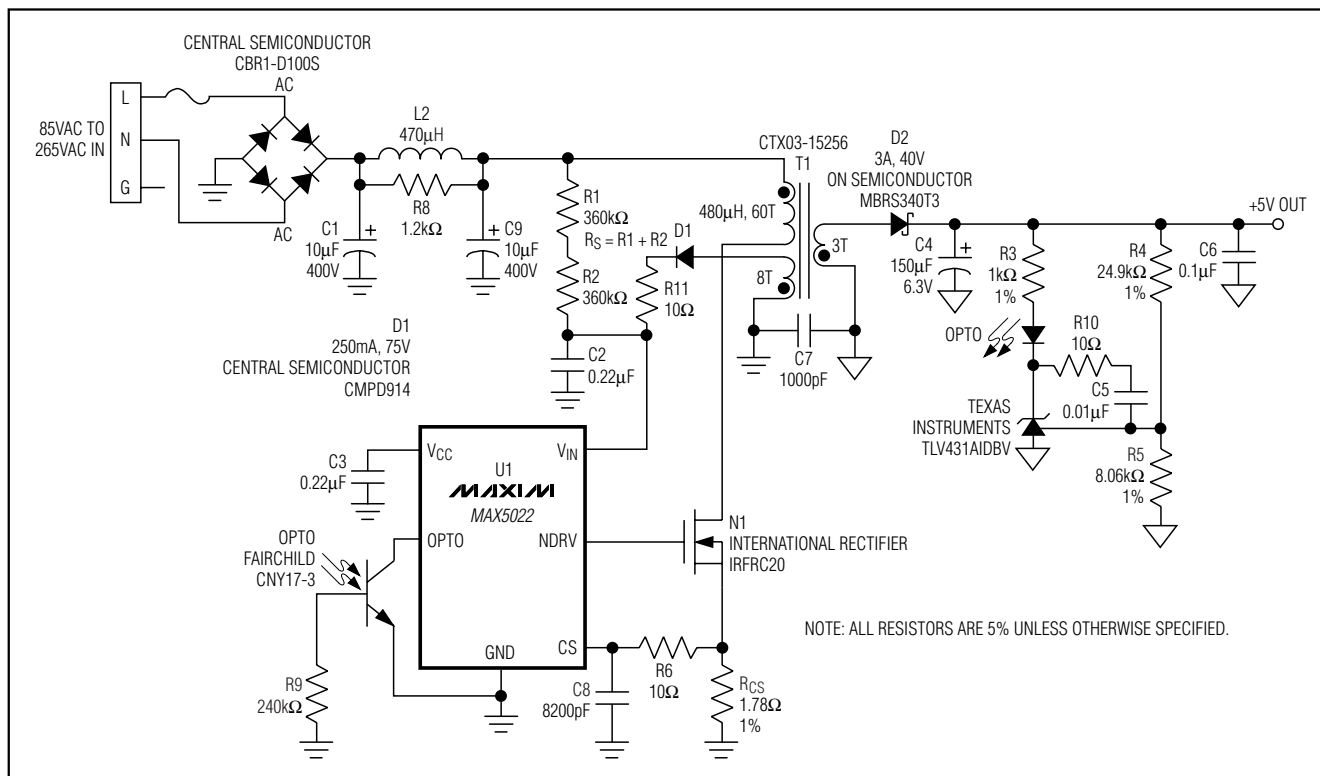 CENTRAL SEMICONDUCTOR
CBR1-D100S
AC
L
N
G
85VAC TO
265VAC IN
AC
L2
470μH
R8
1.2kΩ
C1
10μF
400V
+
C9
10μF
400V
+
R1
360kΩ
RS = R1 + R2
R2
360kΩ
D1
R11
10Ω
C2
0.22μF
D1
250mA, 75V
CENTRAL SEMICONDUCTOR
CMPD914
CTX03-15256
T1
480μH, 60T
8T
3T
C7
1000pF
D2
3A, 40V
ON SEMICONDUCTOR
MBRS340T3
+5V OUT
C4
150μF
6.3V
+
R3
1kΩ
1%
R4
24.9kΩ
1%
C6
0.1μF
OPTO
R10
10Ω
C5
0.01μF
TEXAS
INSTRUMENTS
TLV431AIDBV
R5
8.06kΩ
1%
C3
0.22μF
VCC
VIN
U1
MAXIM
MAX5022
OPTO
NDRV
CS
GND
OPTO
FAIRCHILD
CNY17-3
R9
240kΩ
N1
INTERNATIONAL RECTIFIER
IRFRC20
R6
10Ω
C8
8200pF
RCS
1.78Ω
1%
NOTE: ALL RESISTORS ARE 5% UNLESS OTHERWISE SPECIFIED.